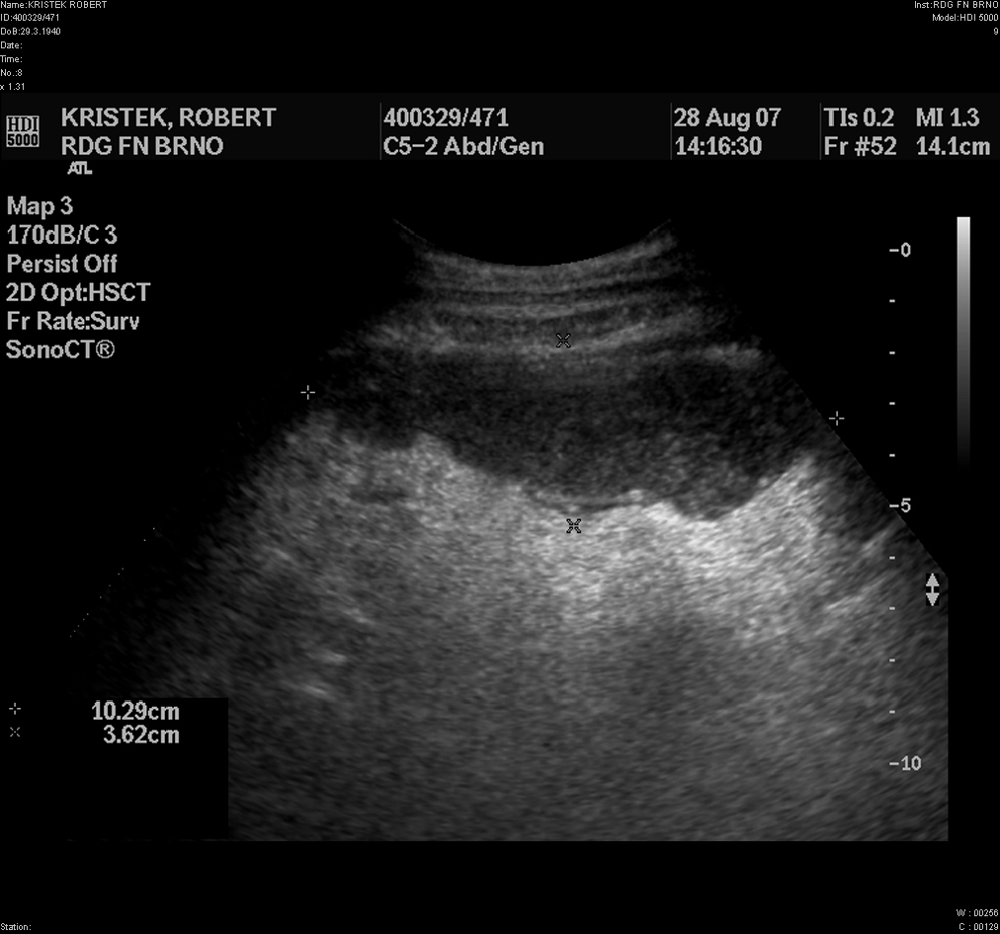 Name:KRISTEK ROBERT
ID:400329/471
DoB:29.3.1940
Date:
Time:
No.:8
x 1.31
Inst:RDG FN BRNO
Model:HDI 5000
9
HDI 5000
KRISTEK, ROBERT
RDG FN BRNO
400329/471
C5-2 Abd/Gen
28 Aug 07
14:16:30
TIs 0.2 MI 1.3
Fr #52 14.1cm
ATL
Map 3
170dB/C 3
Persist Off
2D Opt:HSCT
Fr Rate:Surv
SonoCT®
-0
-5
-10
10.29cm
3.62cm
Station:
W : 00256
C : 00129